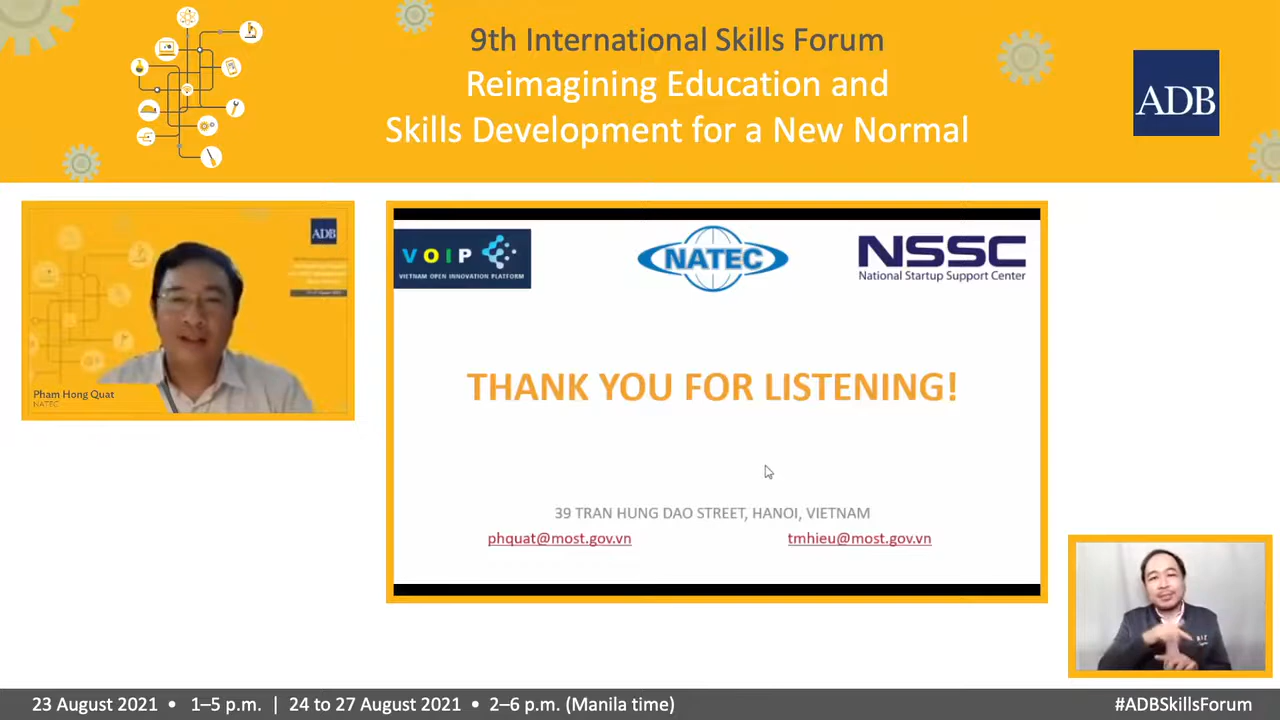 9th International Skills Forum
Reimagining Education and
Skills Development for a New Normal
ADB
ADB
Pham Hong Quat
NATEC
VOIP
VIETNAM OPEN INNOVATION PLATFORM
NATEC
NSSC
National Startup Support Center
THANK YOU FOR LISTENING!
39 TRAN HUNG DAO STREET, HANOI, VIETNAM
phquat@most.gov.vn
tmhieu@most.gov.vn
23 August 2021 • 1–5 p.m. | 24 to 27 August 2021 • 2–6 p.m. (Manila time)
#ADBSkillsForum